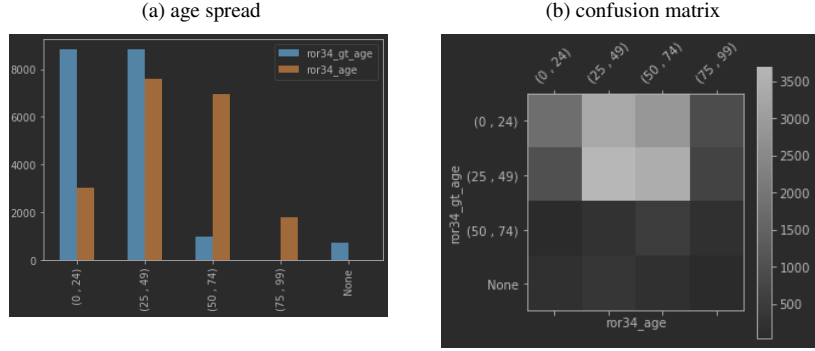 (a) age spread
(b) confusion matrix
ror34_gt_age
ror34_age
8000
6000
4000
2000
0
(0 , 24)
(25 , 49)
(50 , 74)
(75 , 99)
None
(0 , 24)
(25 , 49)
(50 , 74)
(75 , 99)
ror34_gt_age
(0 , 24)
(25 , 49)
(50 , 74)
None
ror34_age
3500
3000
2500
2000
1500
1000
500